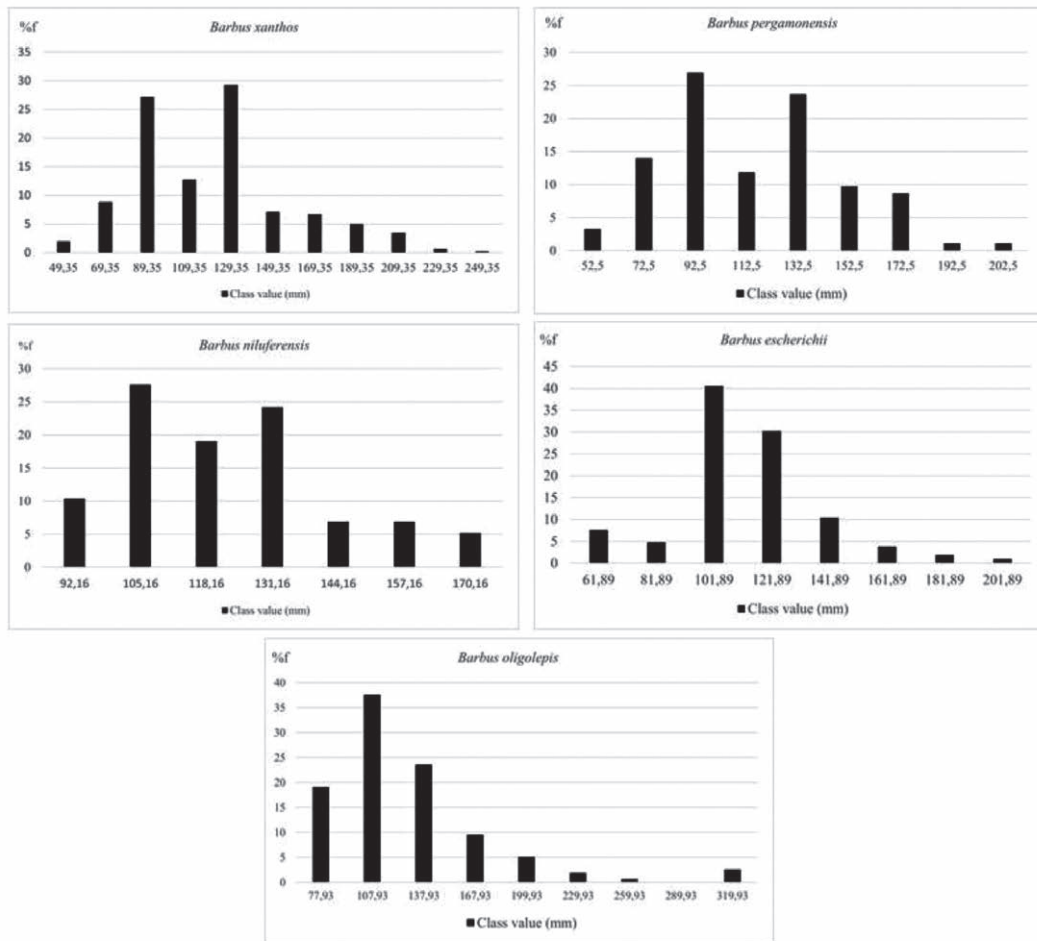 %f
Barbus xanthos
35
30
25
20
15
10
5
0
49,35 69,35 89,35 109,35 129,35 149,35 169,35 189,35 209,35 229,35 249,35
Class value (mm)
%f
Barbus pergamonensis
30
25
20
15
10
5
0
52,5 72,5 92,5 112,5 132,5 152,5 172,5 192,5 202,5
Class value (mm)
%f
Barbus niluferensis
30
25
20
15
10
5
0
92,16 105,16 118,16 131,16 144,16 157,16 170,16
Class value (mm)
%f
Barbus escherichii
45
40
35
30
25
20
15
10
5
0
61,89 81,89 101,89 121,89 141,89 161,89 181,89 201,89
Class value (mm)
%f
Barbus oligolepis
40
35
30
25
20
15
10
5
0
77,93 107,93 137,93 167,93 199,93 229,93 259,93 289,93 319,93
Class value (mm)